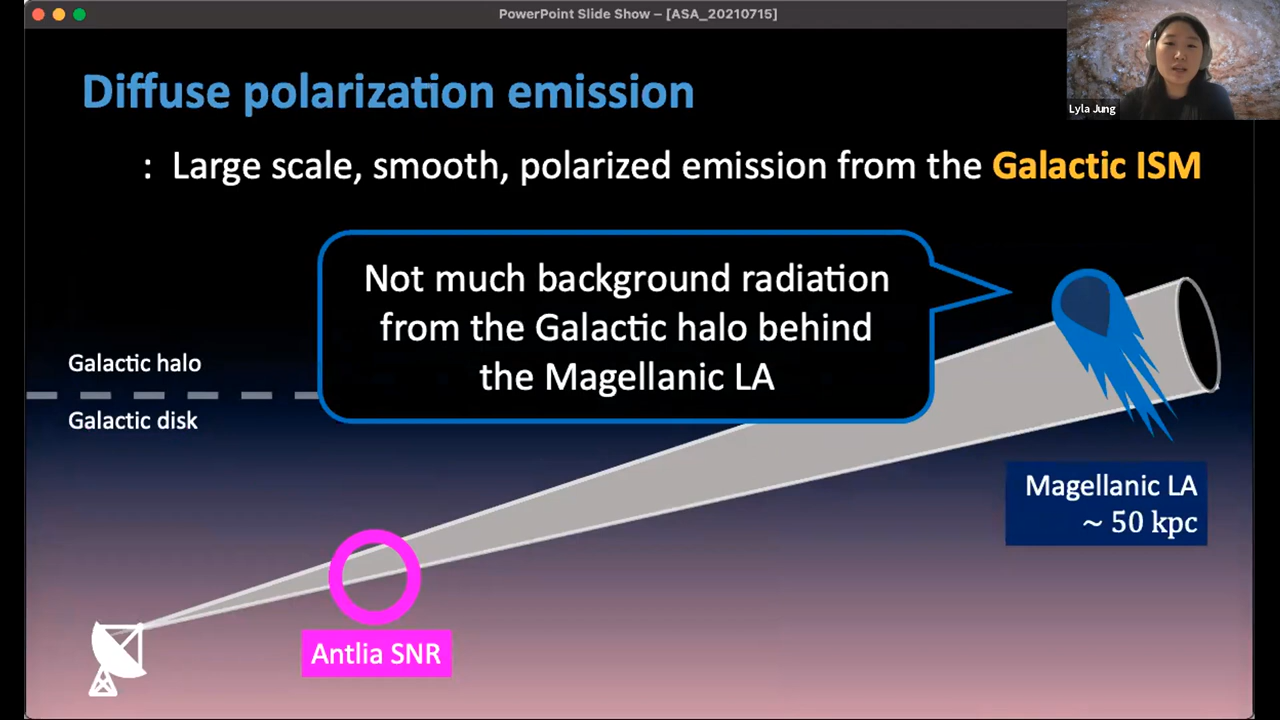 PowerPoint Slide Show – [ASA_20210715]
Lyla Jung
Diffuse polarization emission
: Large scale, smooth, polarized emission from the Galactic ISM
Not much background radiation
from the Galactic halo behind
the Magellanic LA
Galactic halo
Galactic disk
Magellanic LA
~ 50 kpc
Antlia SNR